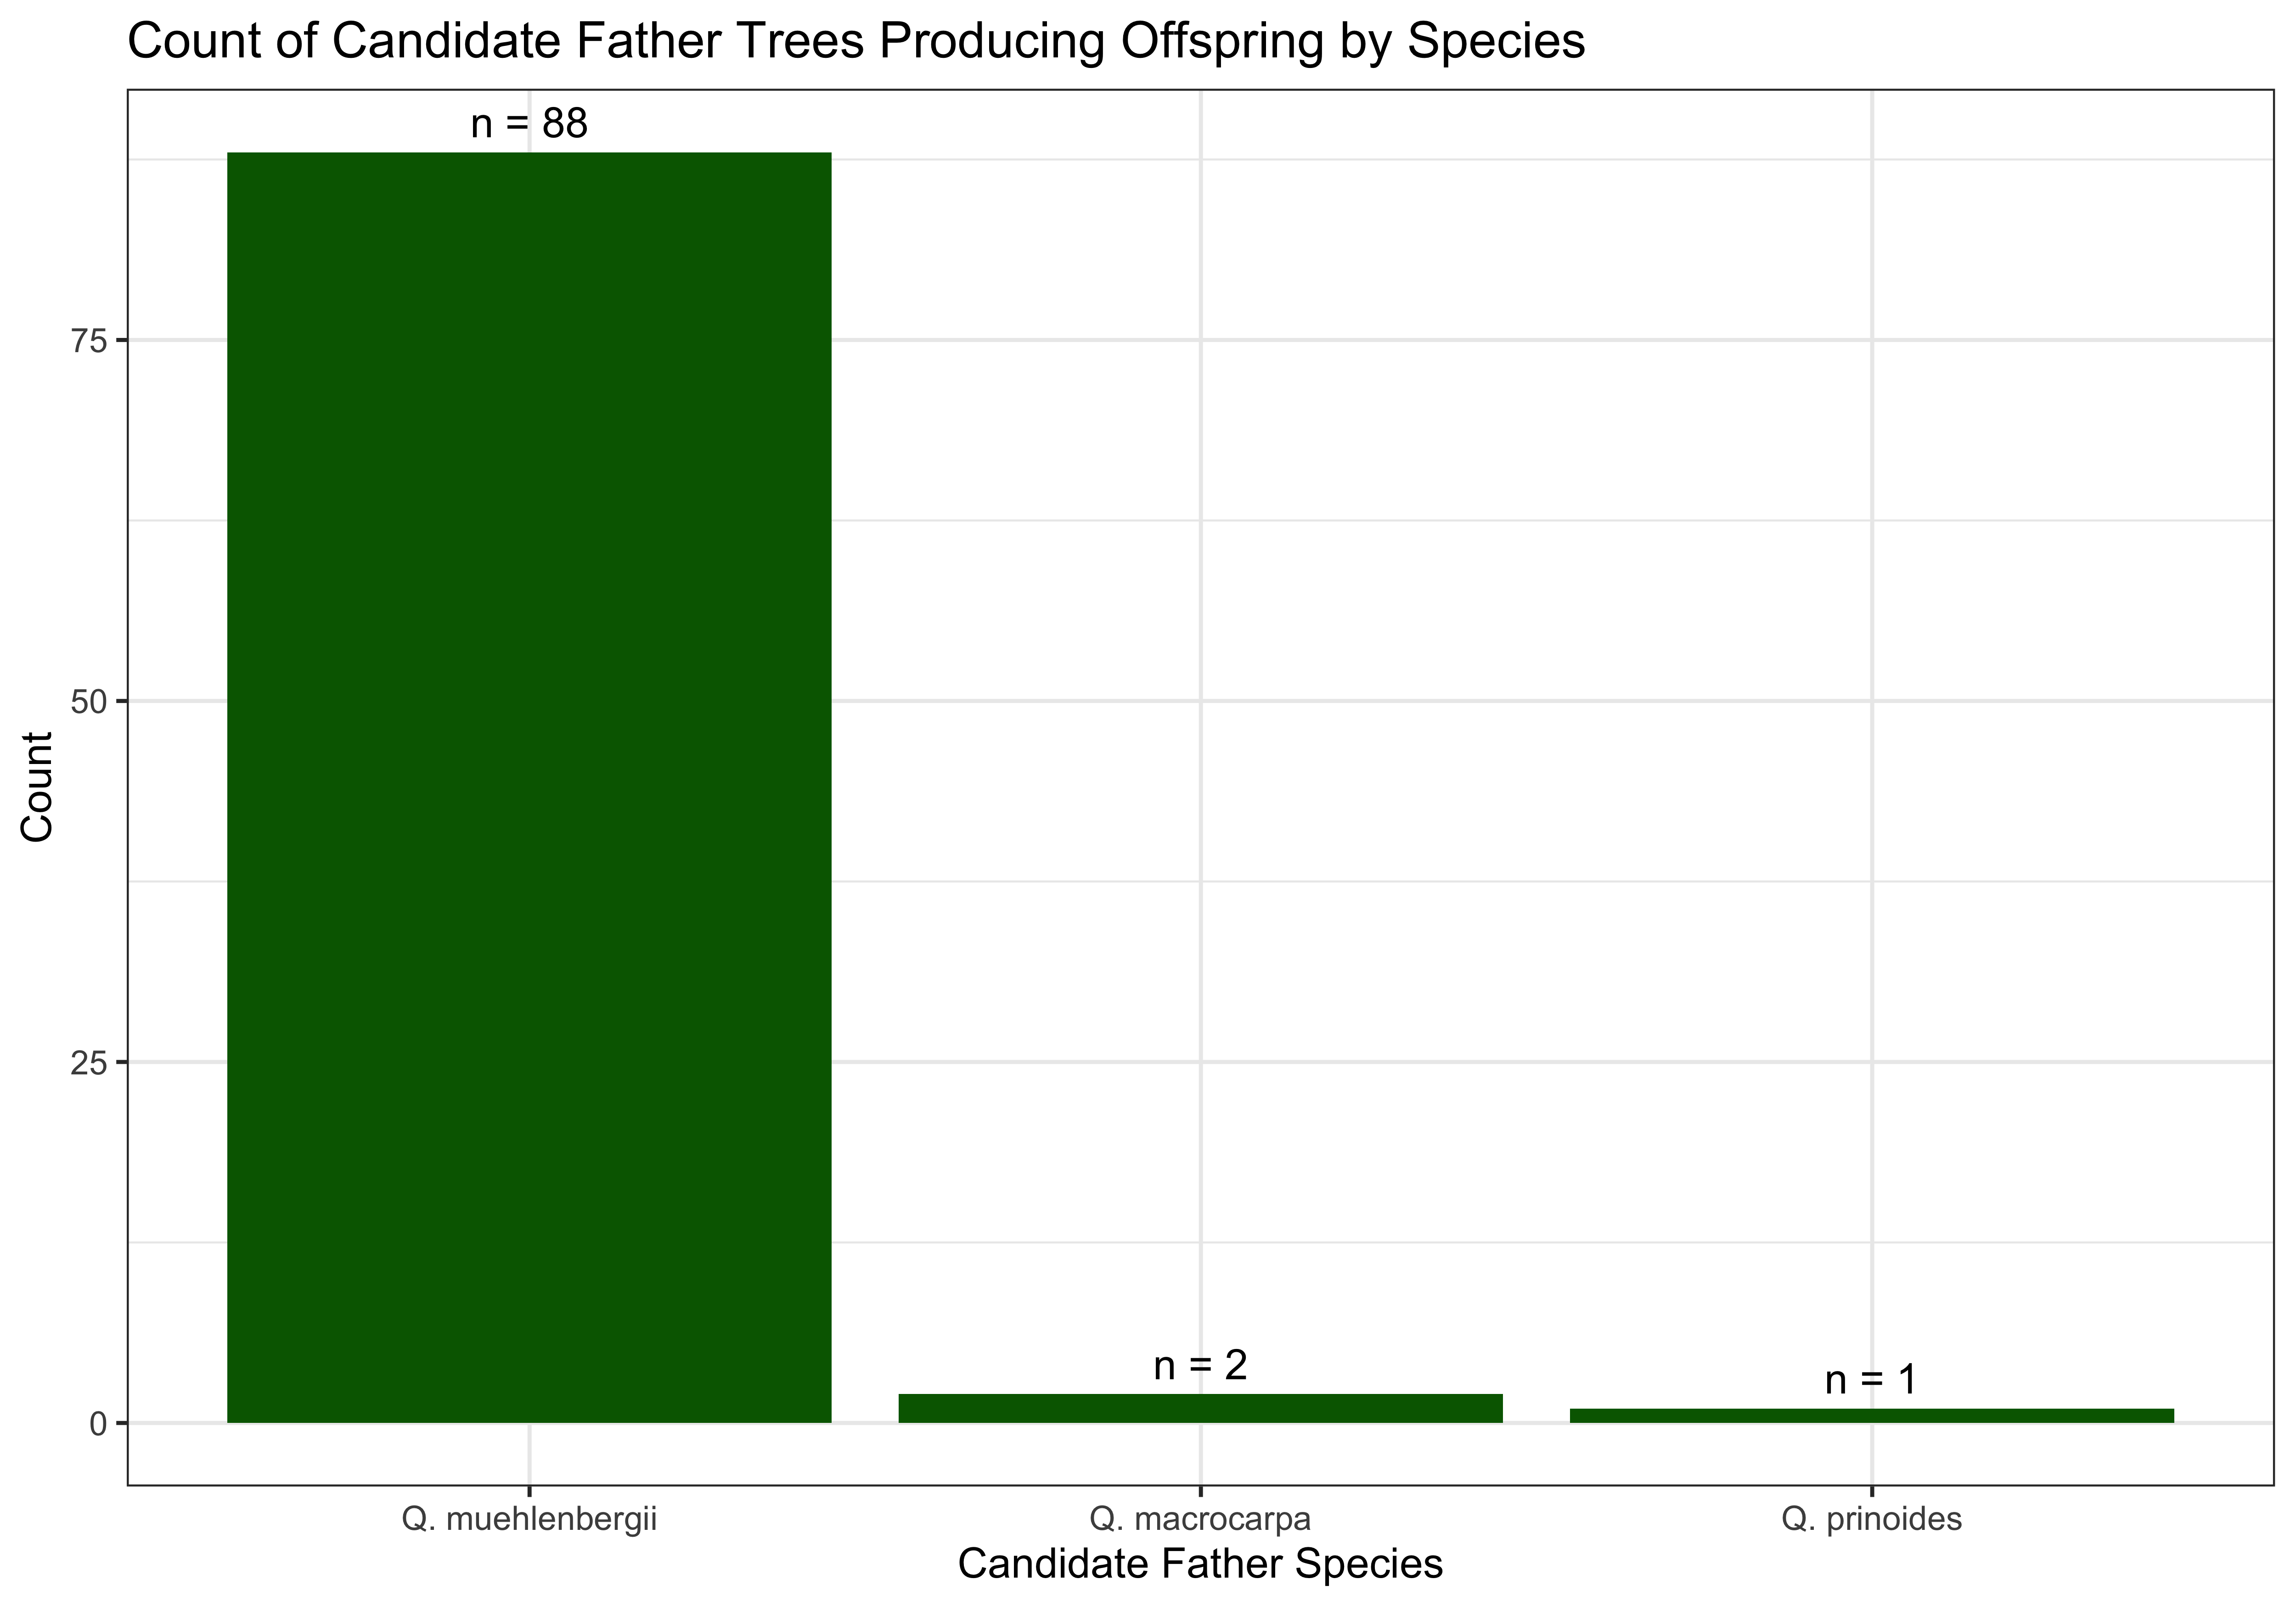 Count of Candidate Father Trees Producing Offspring by Species
n = 88
75
50
25
0
Count
n = 2
n = 1
Q. muehlenbergii
Q. macrocarpa
Q. prinoides
Candidate Father Species